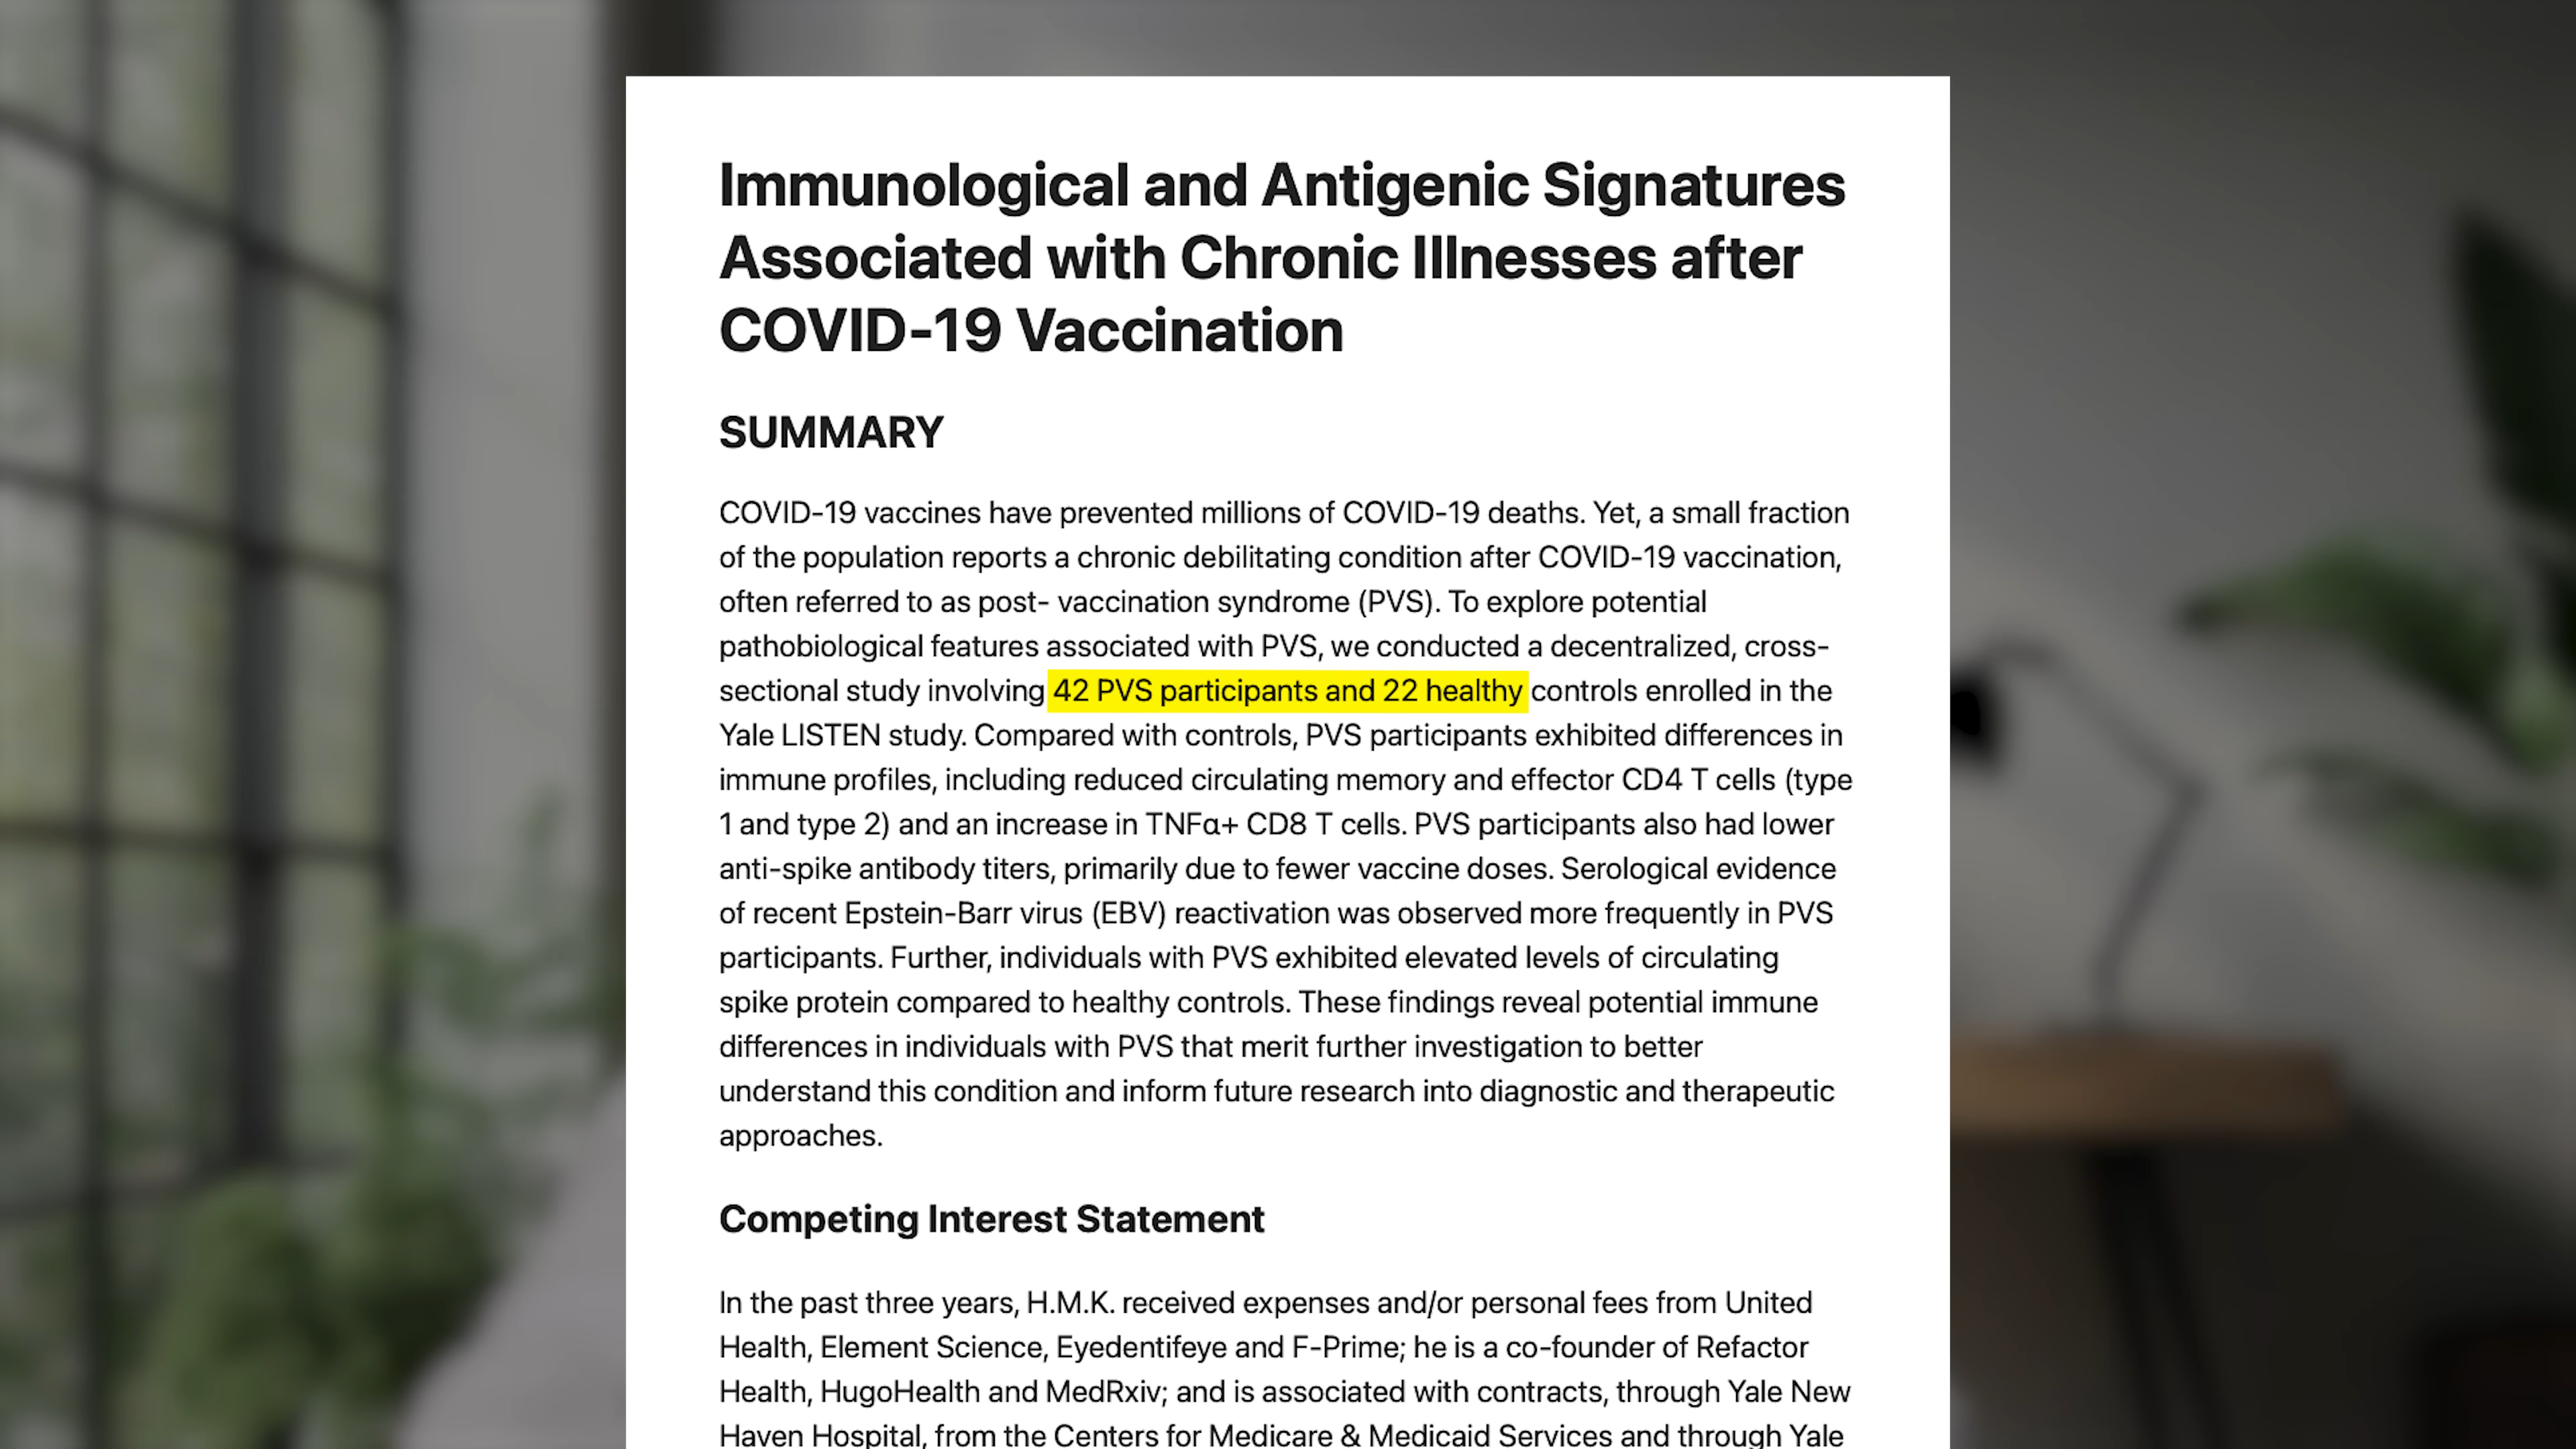 Immunological and Antigenic Signatures
Associated with Chronic Illnesses after
COVID-19 Vaccination
SUMMARY
COVID-19 vaccines have prevented millions of COVID-19 deaths. Yet, a small fraction
of the population reports a chronic debilitating condition after COVID-19 vaccination,
often referred to as post- vaccination syndrome (PVS). To explore potential
pathobiological features associated with PVS, we conducted a decentralized, cross-
sectional study involving 42 PVS participants and 22 healthy controls enrolled in the
Yale LISTEN study. Compared with controls, PVS participants exhibited differences in
immune profiles, including reduced circulating memory and effector CD4 T cells (type
1 and type 2) and an increase in TNFα+ CD8 T cells. PVS participants also had lower
anti-spike antibody titers, primarily due to fewer vaccine doses. Serological evidence
of recent Epstein-Barr virus (EBV) reactivation was observed more frequently in PVS
participants. Further, individuals with PVS exhibited elevated levels of circulating
spike protein compared to healthy controls. These findings reveal potential immune
differences in individuals with PVS that merit further investigation to better
understand this condition and inform future research into diagnostic and therapeutic
approaches.
Competing Interest Statement
In the past three years, H.M.K. received expenses and/or personal fees from United
Health, Element Science, Eyedentifeye and F-Prime; he is a co-founder of Refactor
Health, HugoHealth and MedRxiv; and is associated with contracts, through Yale New
Haven Hospital, from the Centers for Medicare & Medicaid Services and through Yale